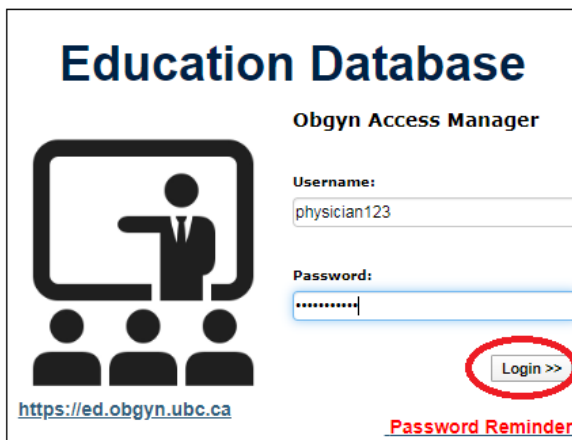 Education Database
Obgyn Access Manager
Username:
physician123
Password:
•••••••••••
Login >>
https://ed.obgyn.ubc.ca
Password Reminder